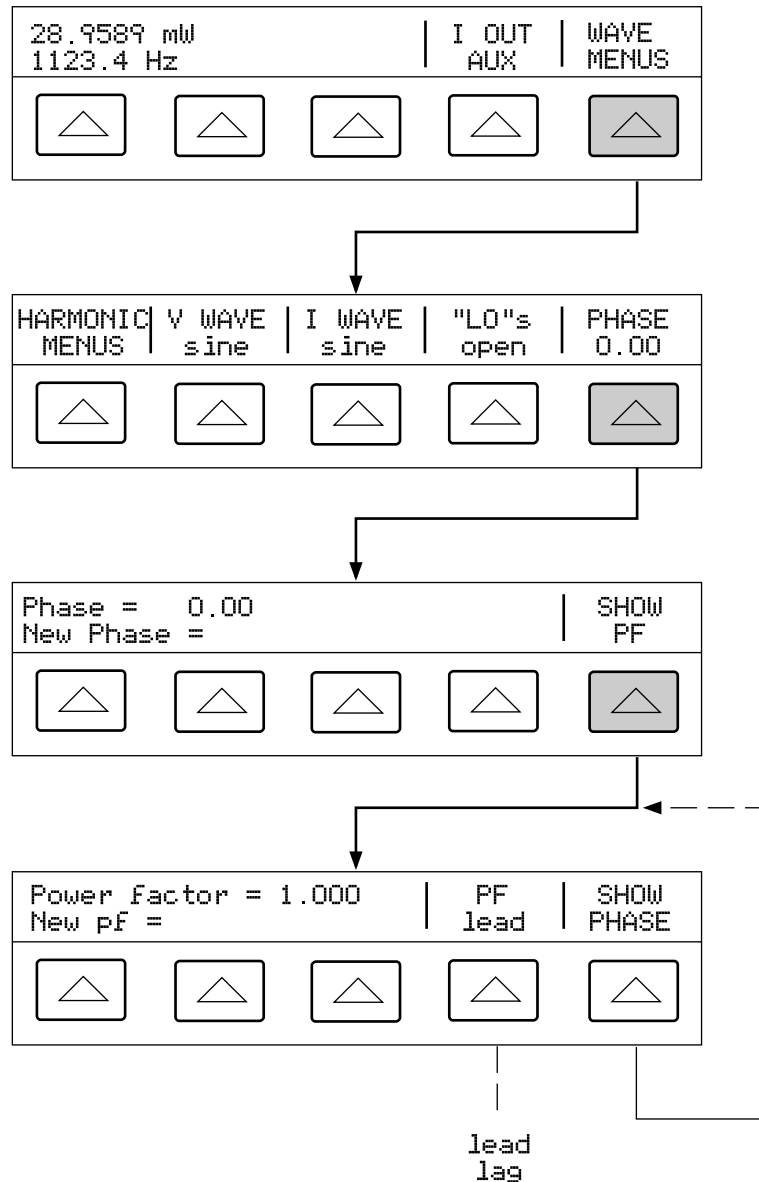 28.9589 mW
1123.4 Hz
I OUT
AUX
WAVE
MENUS
HARMONIC
MENUS
V WAVE
sine
I WAVE
sine
"LO"s
open
PHASE
0.00
Phase = 0.00
New Phase =
SHOW
PF
Power factor = 1.000
New pf =
PF
lead
SHOW
PHASE
lead
lag